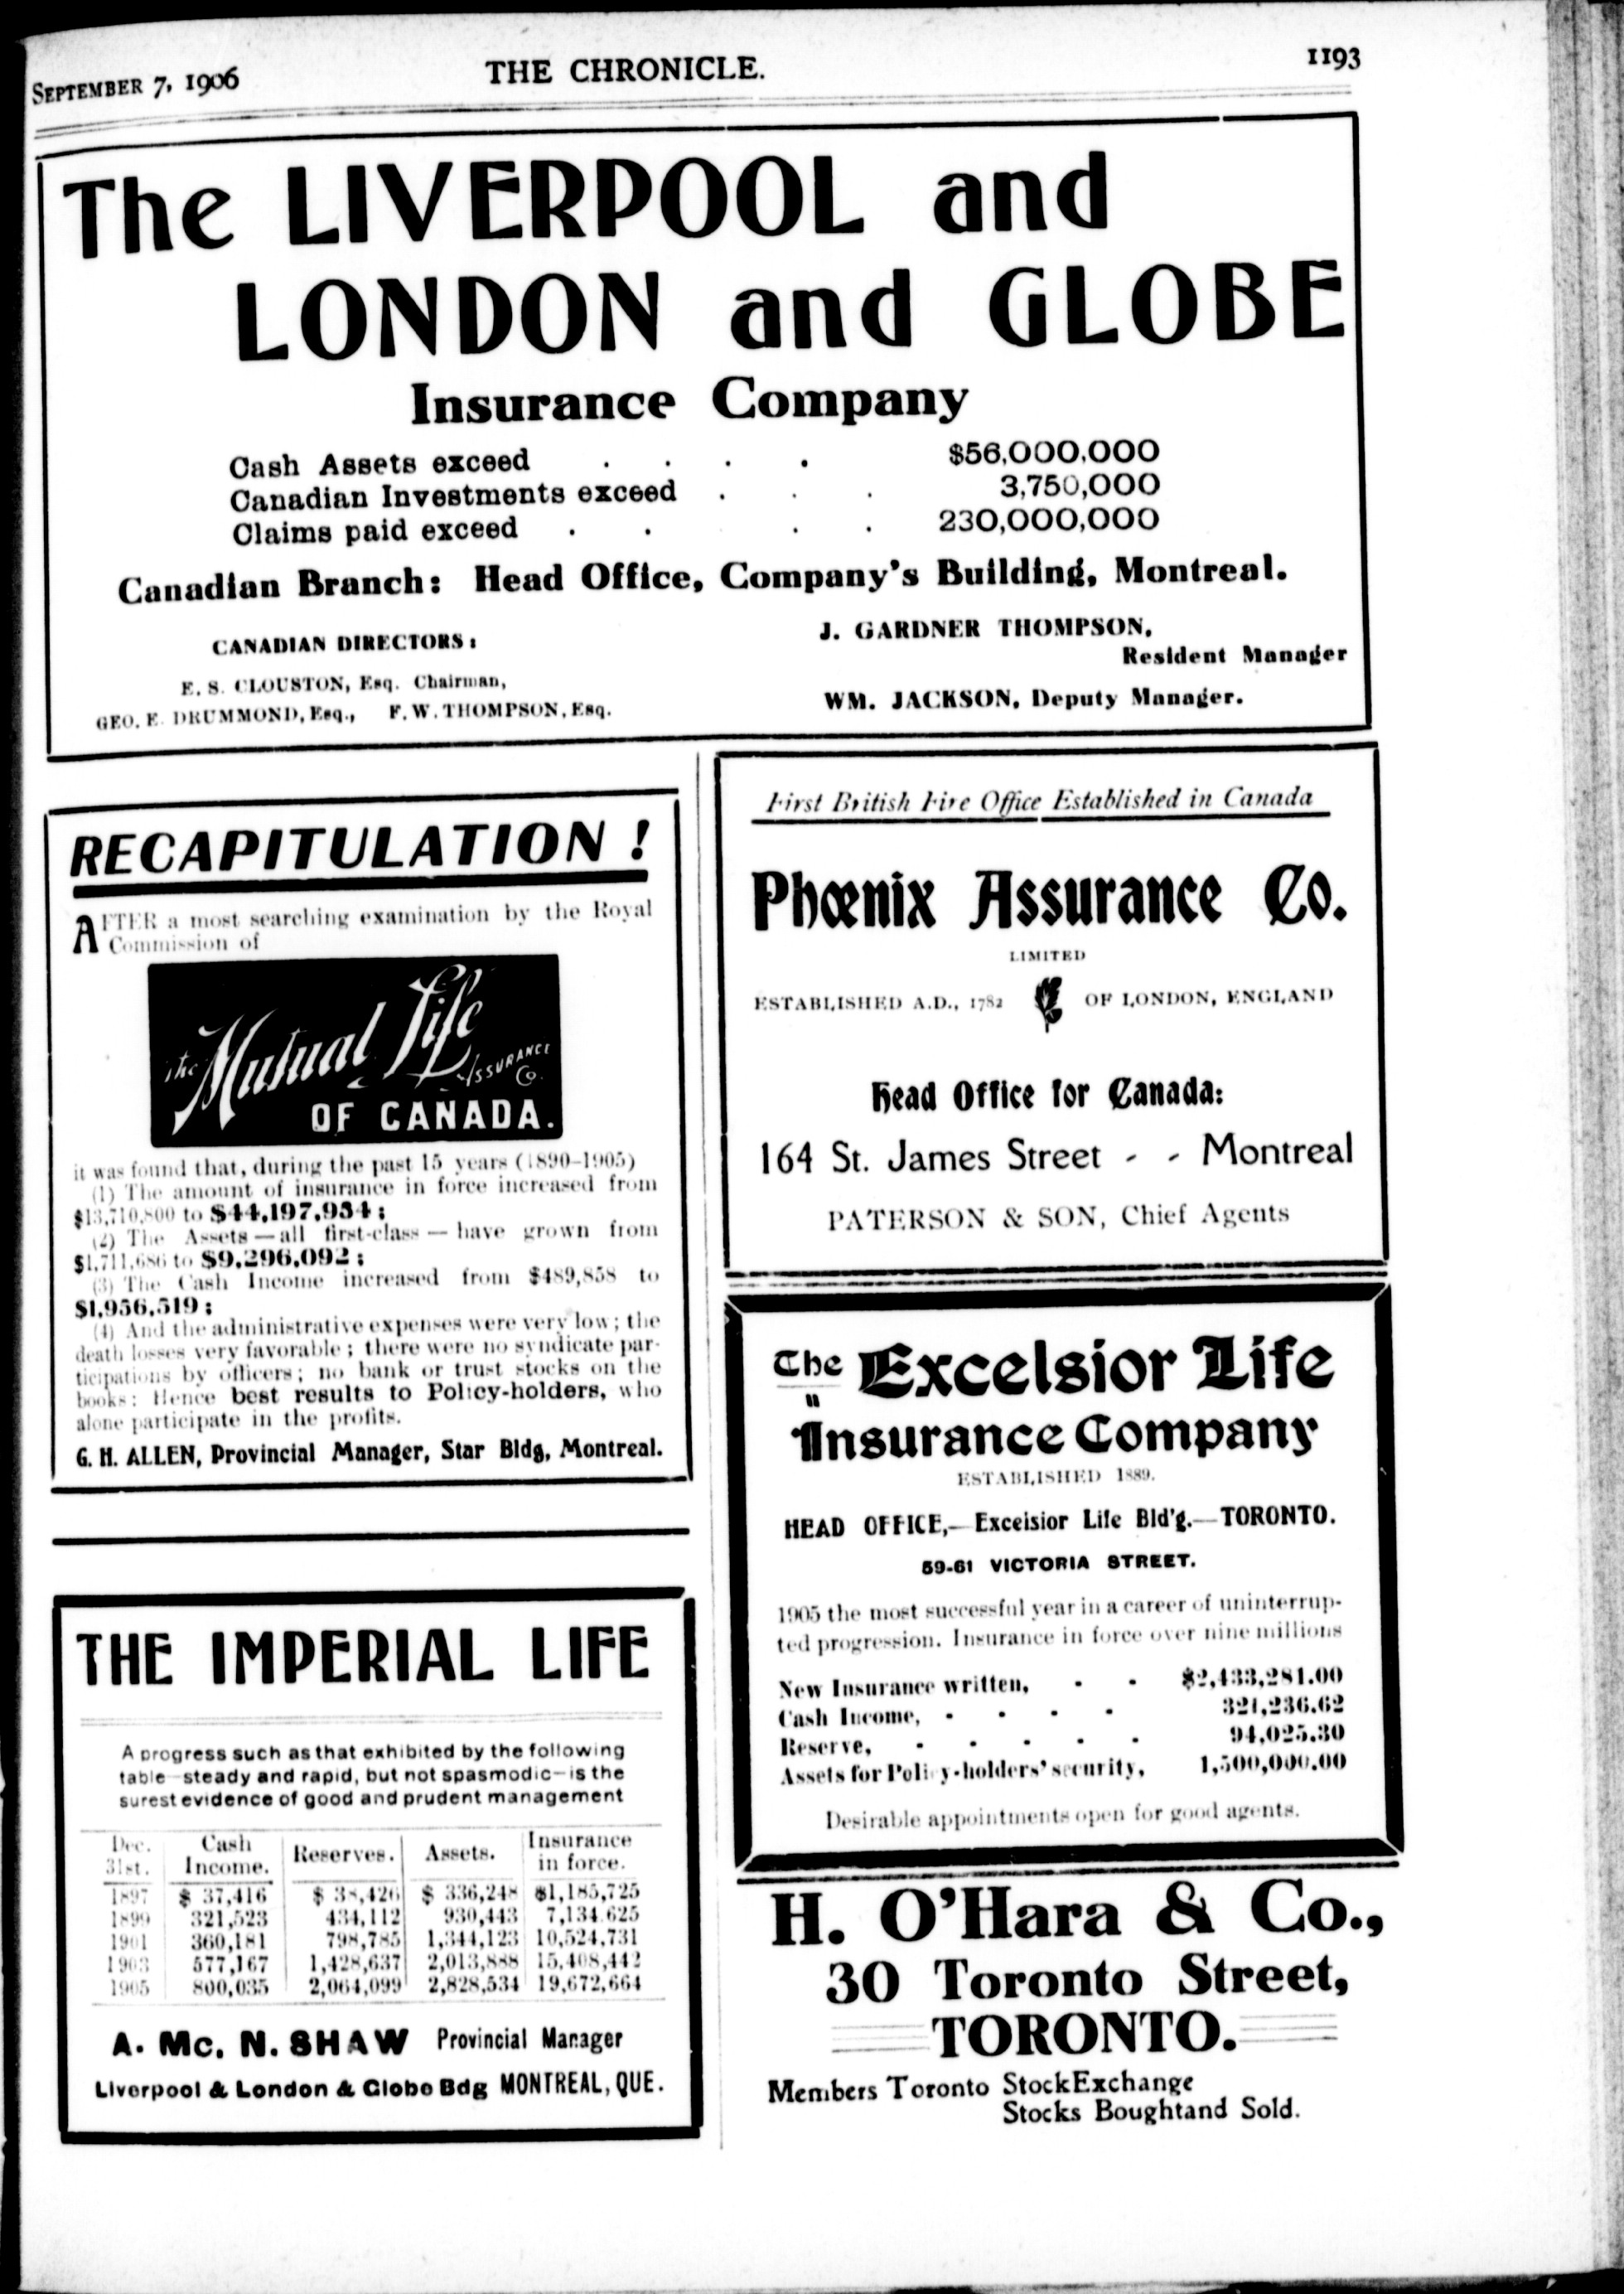 SEPTEMBER 7, 1906 THE CHRONICLE. 1193
The LIVERPOOL and
LONDON and GLOBE
Insurance Company
Cash Assets exceed . . . . $56,000,000
Canadian Investments exceed . . . 3,750,000
Claims paid exceed . . . . 230,000,000
Canadian Branch: Head Office, Company's Building, Montreal.
CANADIAN DIRECTORS:
E. S. CLOUSTON, Esq. Chairman,
GEO. E. DRUMMOND, Esq., F. W. THOMPSON, Esq.
J. GARDNER THOMPSON,
Resident Manager
WM. JACKSON, Deputy Manager.
RECAPITULATION !
AFTER a most searching examination by the Royal
Commission of
The Mutual Life
Assurance Co.
OF CANADA.
it was found that, during the past 15 years (1890-1905)
(1) The amount of insurance in force increased from
$13,710,800 to $44,197,954;
(2) The Assets—all first-class—have grown from
$1,711,686 to $9,296,092;
(3) The Cash Income increased from $489,858 to
$1,956,519;
(4) And the administrative expenses were very low; the
death losses very favorable; there were no syndicate par-
ticipations by officers; no bank or trust stocks on the
books: Hence best results to Policy-holders, who
alone participate in the profits.
G. H. ALLEN, Provincial Manager, Star Bldg, Montreal.
THE IMPERIAL LIFE
A progress such as that exhibited by the following
table—steady and rapid, but not spasmodic—is the
surest evidence of good and prudent management
Dec. 31st. Cash Income. Reserves. Assets. Insurance in force.
1897 $ 37,416 $ 38,426 $ 336,248 $1,185,725
1899 321,523 434,112 930,443 7,134,625
1901 360,181 798,785 1,344,123 10,524,731
1903 577,167 1,428,637 2,013,888 15,408,442
1905 800,035 2,064,099 2,828,534 19,672,664
A. Mc. N. SHAW Provincial Manager
Liverpool & London & Globe Bdg MONTREAL, QUE.
First British Fire Office Established in Canada
Phœnix Assurance Co.
LIMITED
ESTABLISHED A.D., 1782 OF LONDON, ENGLAND
Head Office for Canada:
164 St. James Street - - Montreal
PATERSON & SON, Chief Agents
The Excelsior Life
Insurance Company
ESTABLISHED 1889.
HEAD OFFICE,—Excelsior Life Bld'g.—TORONTO.
59-61 VICTORIA STREET.
1905 the most successful year in a career of uninterrup-
ted progression. Insurance in force over nine millions
New Insurance written, - - $2,433,281.00
Cash Income, - - - - 321,236.62
Reserve, - - - - - 94,025.30
Assets for Policy-holders' security, 1,500,000.00
Desirable appointments open for good agents.
H. O'Hara & Co.,
30 Toronto Street,
TORONTO.
Members Toronto StockExchange
Stocks Boughtand Sold.